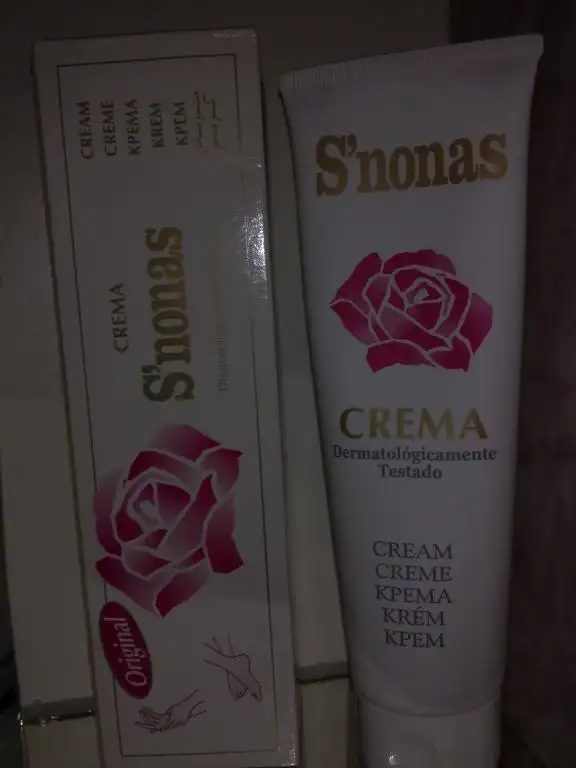 CREAM
CREME
КРЕМА
KREM
КРЕМ
CREMA
S'nonas
Original
S'nonas
CREMA
Dermatológicamente
Testado
CREAM
CREME
КРЕМА
KRÉM
КРЕМ